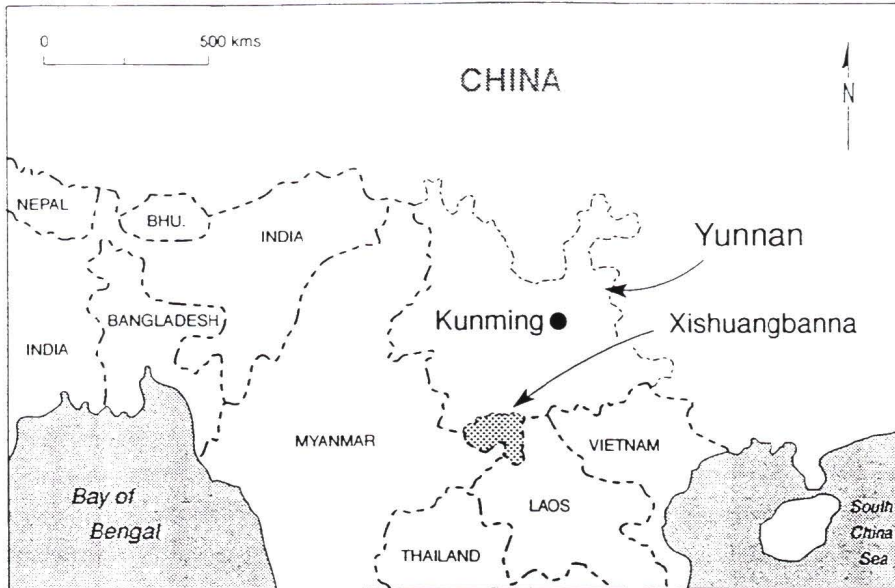 0 500 kms
CHINA
N
NEPAL
BHU.
INDIA
Yunnan
BANGLADESH
Kunming
Xishuangbanna
INDIA
MYANMAR
VIETNAM
Bay of
Bengal
LAOS
South
China
Sea
THAILAND